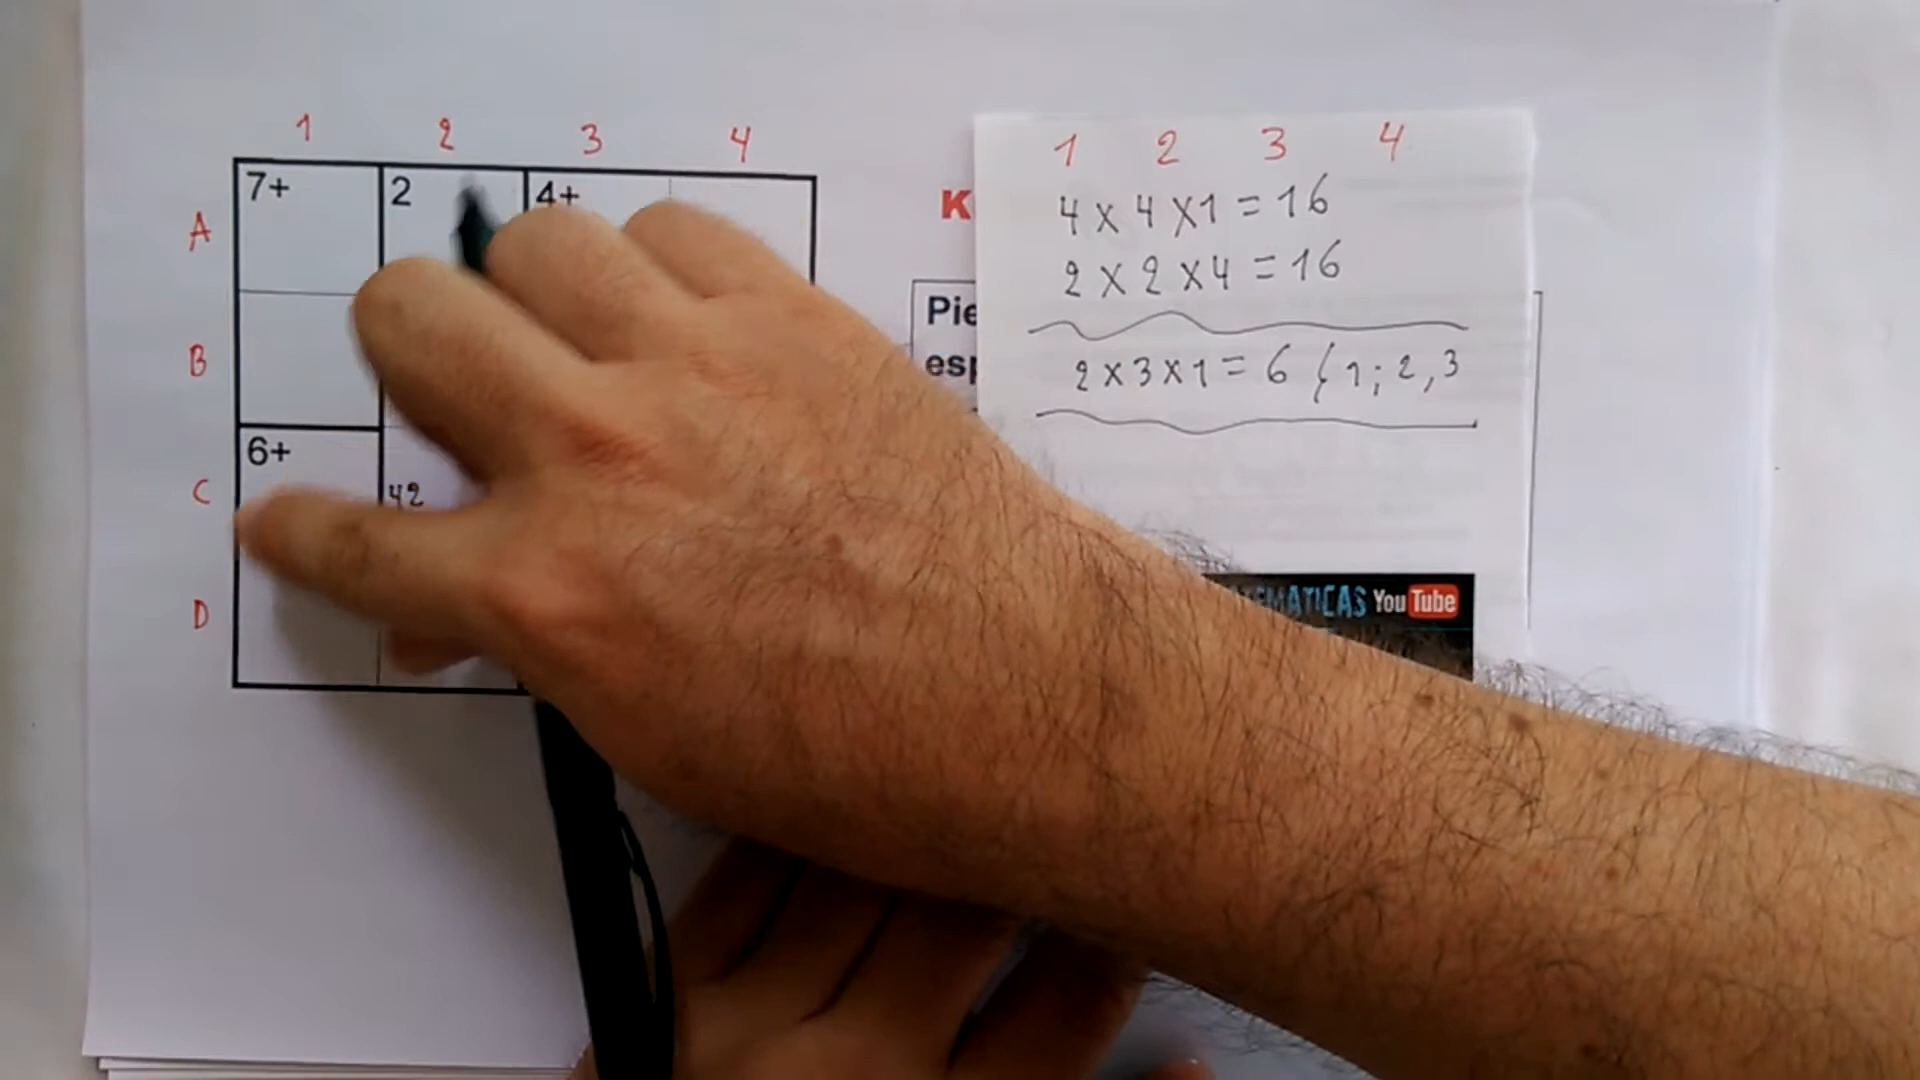 1 2 3 4
A 7+ 2 4+
B
C 6+ 42
D
K
Pie
esp
1 2 3 4
4 x 4 x 1 = 16
2 x 2 x 4 = 16
2 x 3 x 1 = 6 ( 1 ; 2 , 3
YouTube